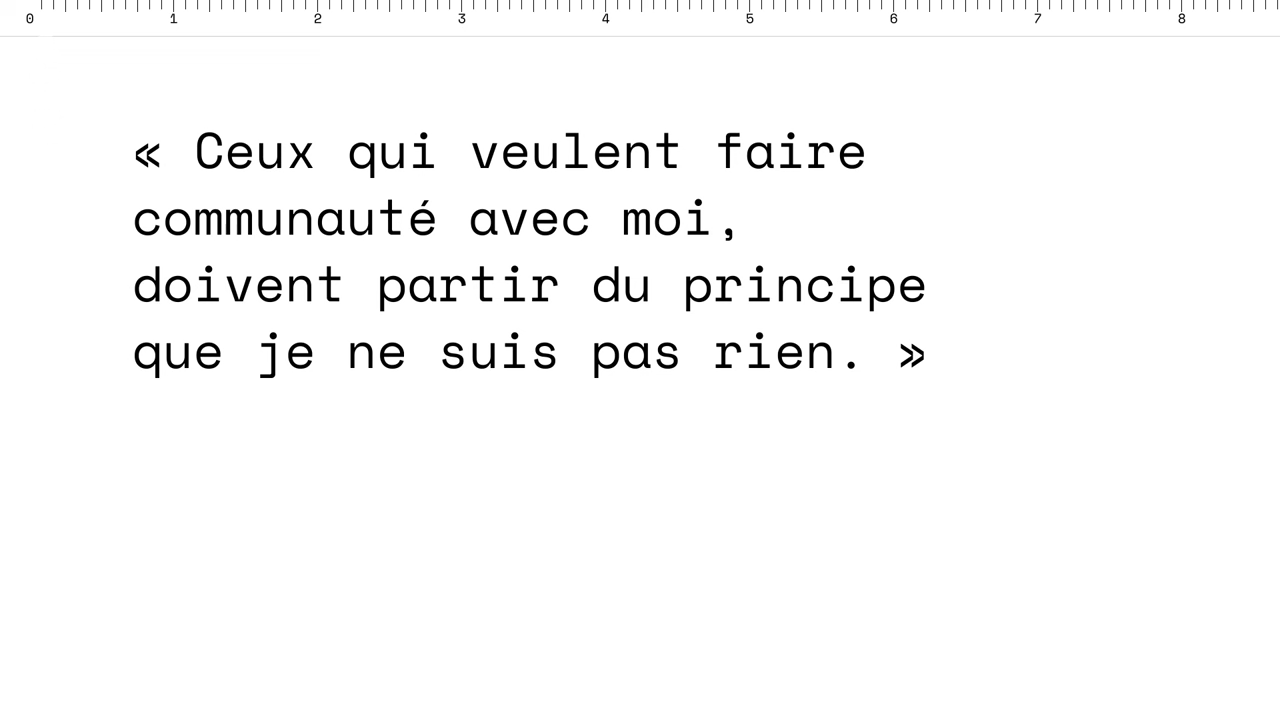 0 1 2 3 4 5 6 7 8
« Ceux qui veulent faire
communauté avec moi,
doivent partir du principe
que je ne suis pas rien. »